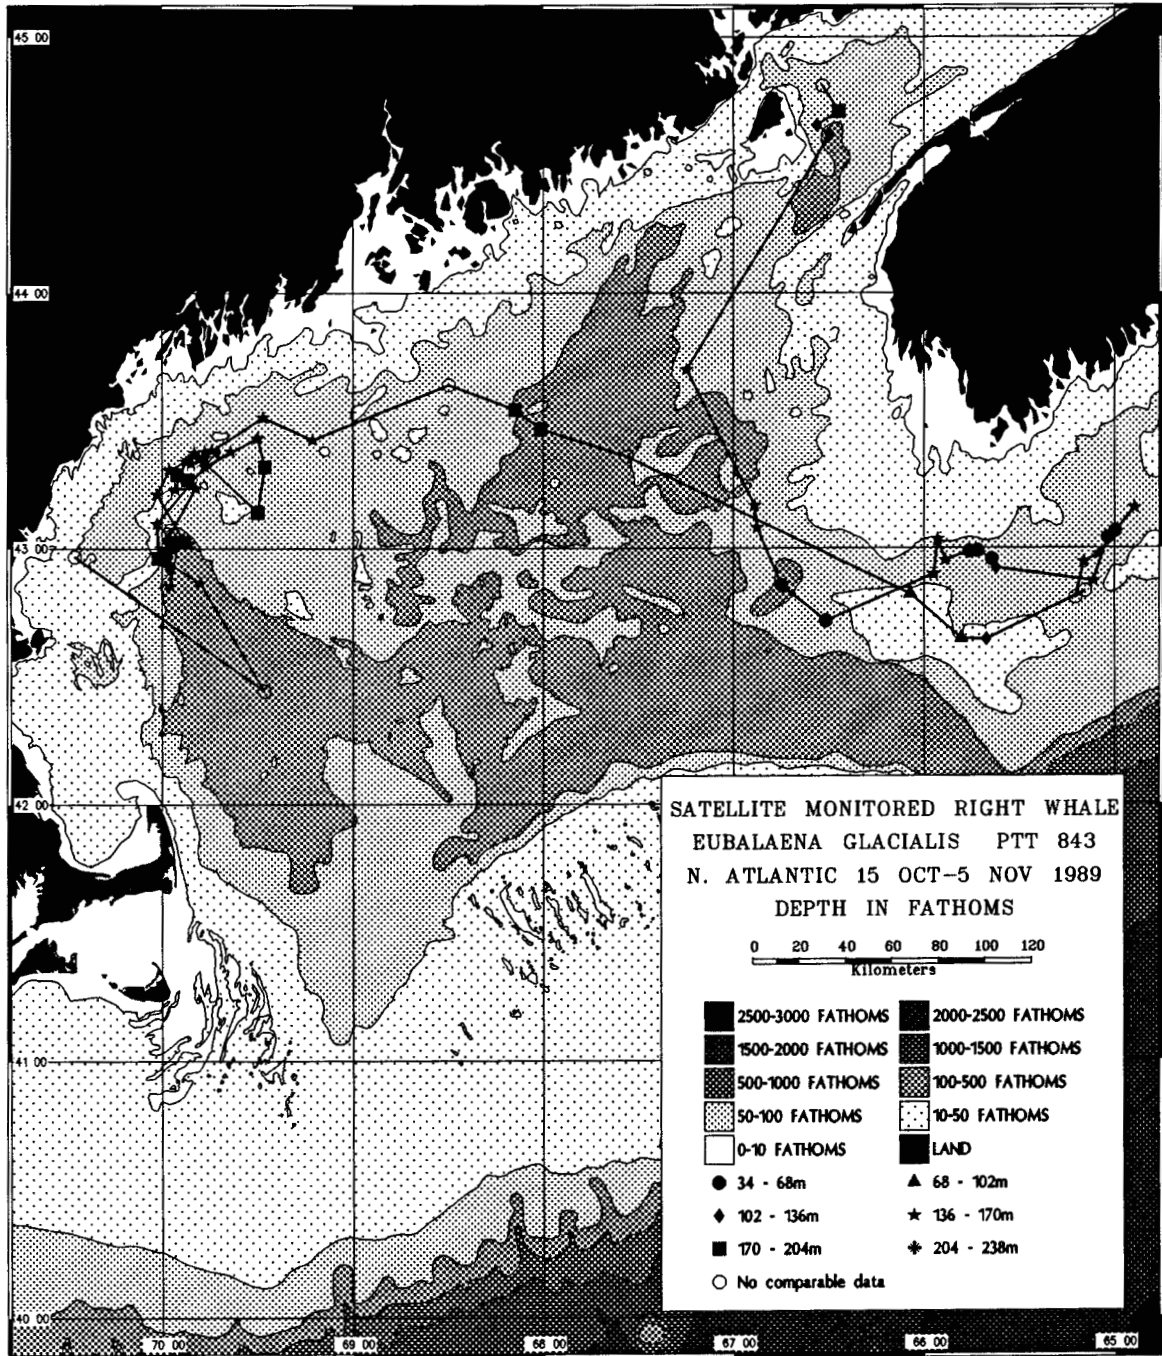 45 00
44 00
43 00
42 00
41 00
40 00
70 00
69 00
68 00
67 00
66 00
65 00
SATELLITE MONITORED RIGHT WHALE
EUBALAENA GLACIALIS PTT 843
N. ATLANTIC 15 OCT-5 NOV 1989
DEPTH IN FATHOMS
0 20 40 60 80 100 120
Kilometers
2500-3000 FATHOMS
2000-2500 FATHOMS
1500-2000 FATHOMS
1000-1500 FATHOMS
500-1000 FATHOMS
100-500 FATHOMS
50-100 FATHOMS
10-50 FATHOMS
0-10 FATHOMS
LAND
34 - 68m
68 - 102m
102 - 136m
136 - 170m
170 - 204m
204 - 238m
No comparable data